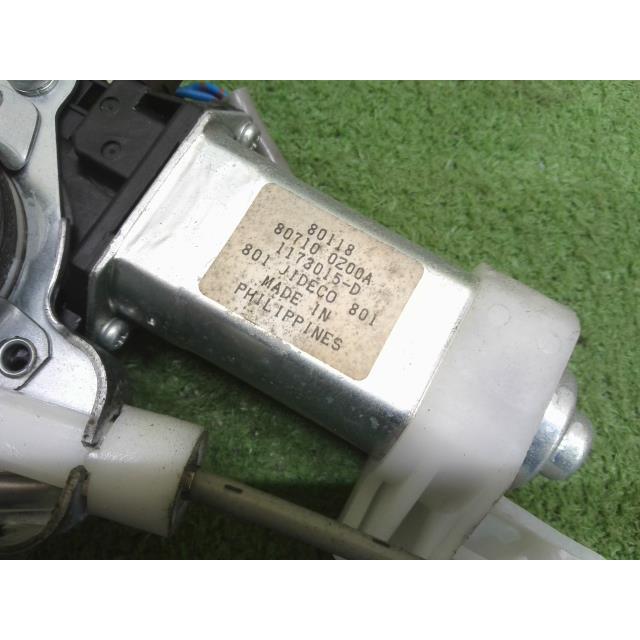 80118
80710 0Z00A
1173015-D
801 JIDECO 801
MADE IN
PHILIPPINES